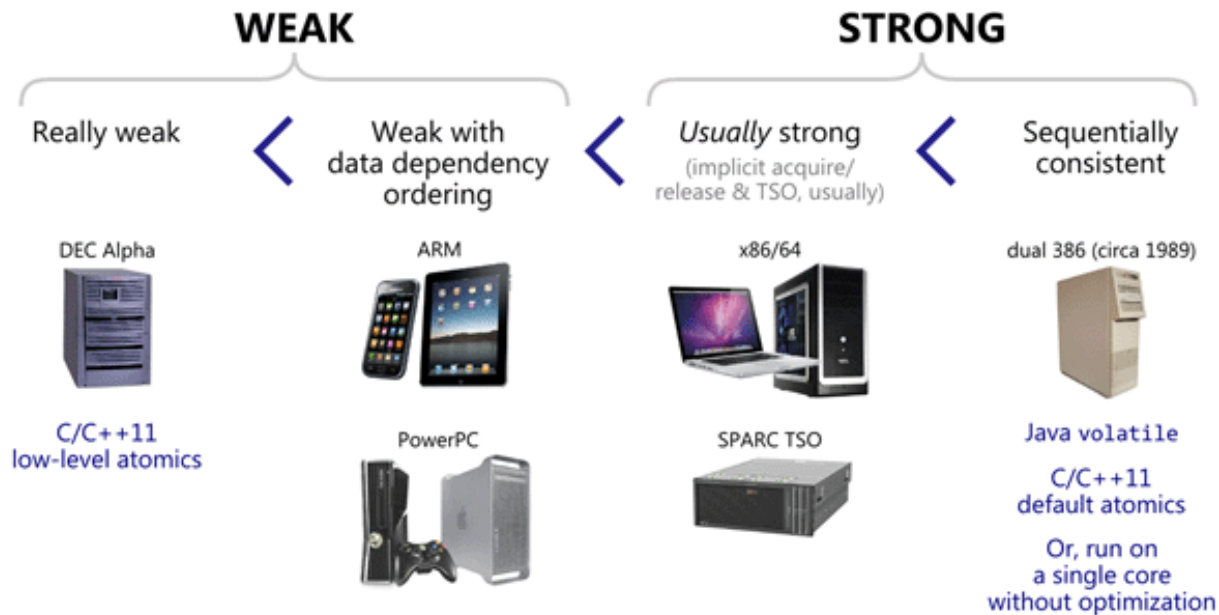 WEAK
STRONG
Really weak
<
Weak with
data dependency
ordering
<
Usually strong
(implicit acquire/
release & TSO, usually)
<
Sequentially
consistent
DEC Alpha
ARM
x86/64
dual 386 (circa 1989)
C/C++11
low-level atomics
PowerPC
SPARC TSO
Java volatile
C/C++11
default atomics
Or, run on
a single core
without optimization